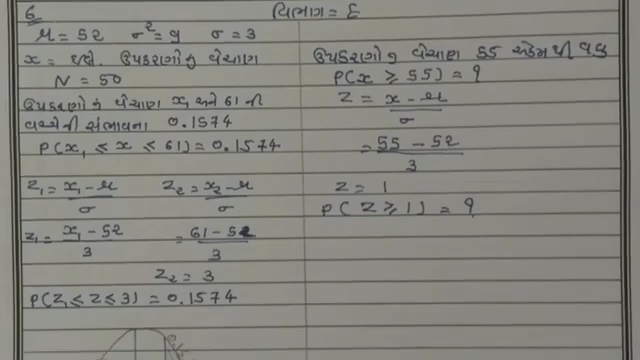 6 વિભાગ = દ
μ = 52 σ² = 9 σ = 3
x = ઉપકરણોનું વેચાણ
N = 50
ઉપકરણોનું વેચાણ x₁ અને 61 ની
વચ્ચેની સંભાવના 0.1574
P(x₁ ≤ x ≤ 61) = 0.1574
z₁ = x₁ - μ / σ z₂ = x₂ - μ / σ
z₁ = x₁ - 52 / 3 = 61 - 52 / 3
z₂ = 3
P(z₁ ≤ z ≤ 3) = 0.1574
ઉપકરણોનું વેચાણ 55 એકમથી વધુ
P(x ≥ 55) = ?
z = x - μ / σ
= 55 - 52 / 3
z = 1
P(z ≥ 1) = ?